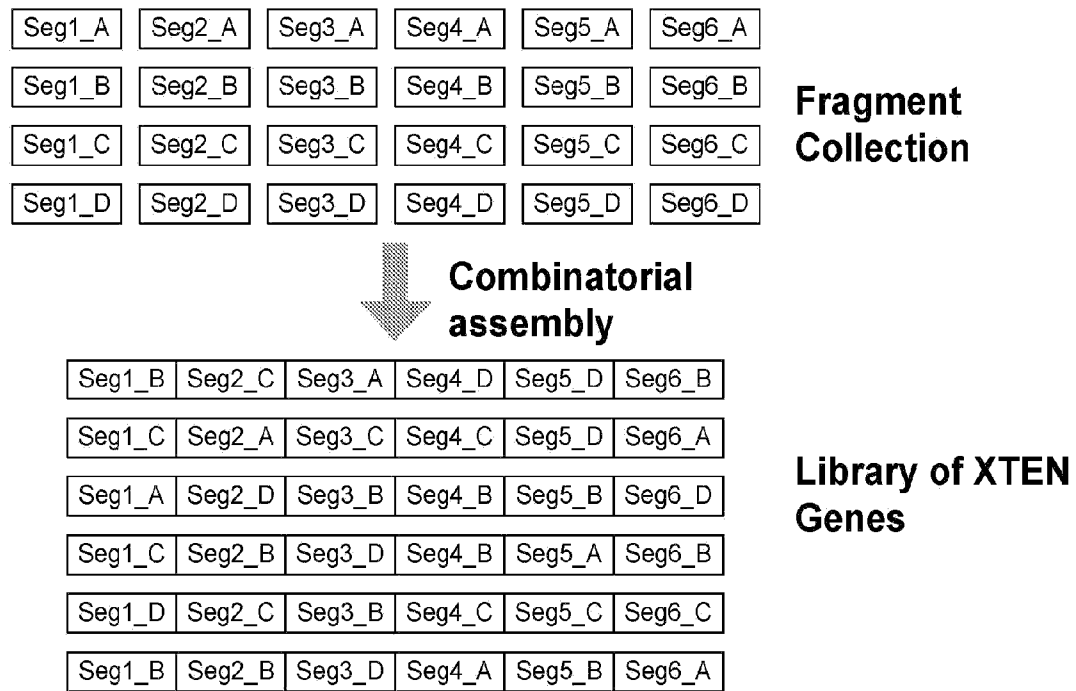 Seg1_A Seg2_A Seg3_A Seg4_A Seg5_A Seg6_A
Seg1_B Seg2_B Seg3_B Seg4_B Seg5_B Seg6_B
Seg1_C Seg2_C Seg3_C Seg4_C Seg5_C Seg6_C
Seg1_D Seg2_D Seg3_D Seg4_D Seg5_D Seg6_D
Fragment
Collection
Combinatorial
assembly
Seg1_B Seg2_C Seg3_A Seg4_D Seg5_D Seg6_B
Seg1_C Seg2_A Seg3_C Seg4_C Seg5_D Seg6_A
Seg1_A Seg2_D Seg3_B Seg4_B Seg5_B Seg6_D
Seg1_C Seg2_B Seg3_D Seg4_B Seg5_A Seg6_B
Seg1_D Seg2_C Seg3_B Seg4_C Seg5_C Seg6_C
Seg1_B Seg2_B Seg3_D Seg4_A Seg5_B Seg6_A
Library of XTEN
Genes